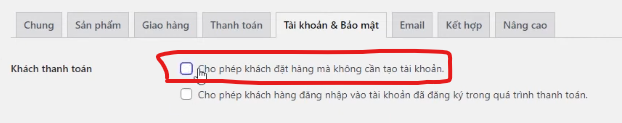 Chung Sản phẩm Giao hàng Thanh toán Tài khoản & Bảo mật Email Kết hợp Nâng cao
Khách thanh toán Cho phép khách đặt hàng mà không cần tạo tài khoản.
Cho phép khách hàng đăng nhập vào tài khoản đã đăng ký trong quá trình thanh toán.